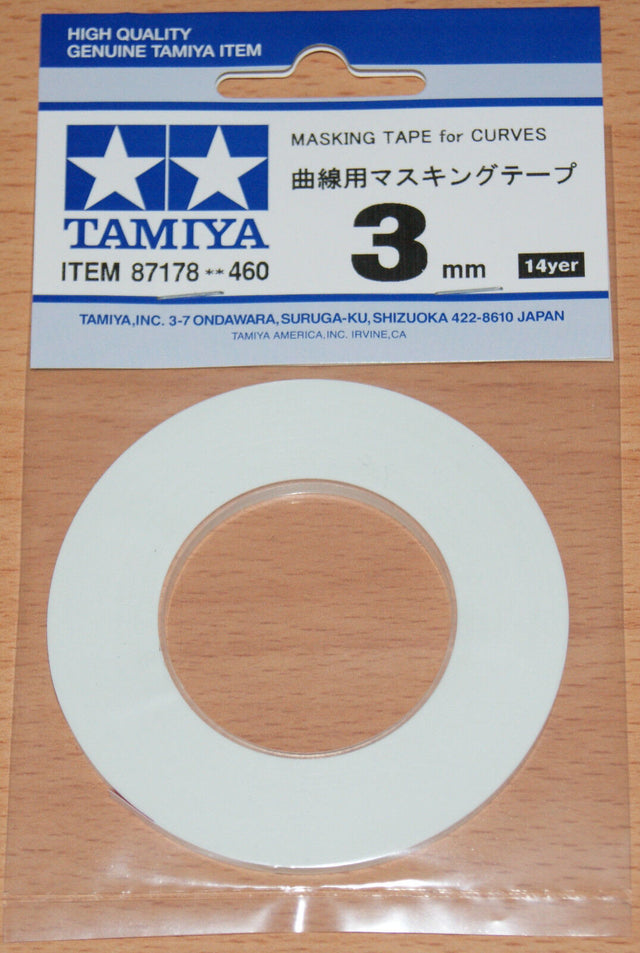 HIGH QUALITY
GENUINE TAMIYA ITEM
MASKING TAPE for CURVES
曲線用マスキングテープ
TAMIYA
3 mm
14yer
ITEM 87178 ** 460
TAMIYA,INC. 3-7 ONDAWARA, SURUGA-KU, SHIZUOKA 422-8610 JAPAN
TAMIYA AMERICA,INC. IRVINE,CA